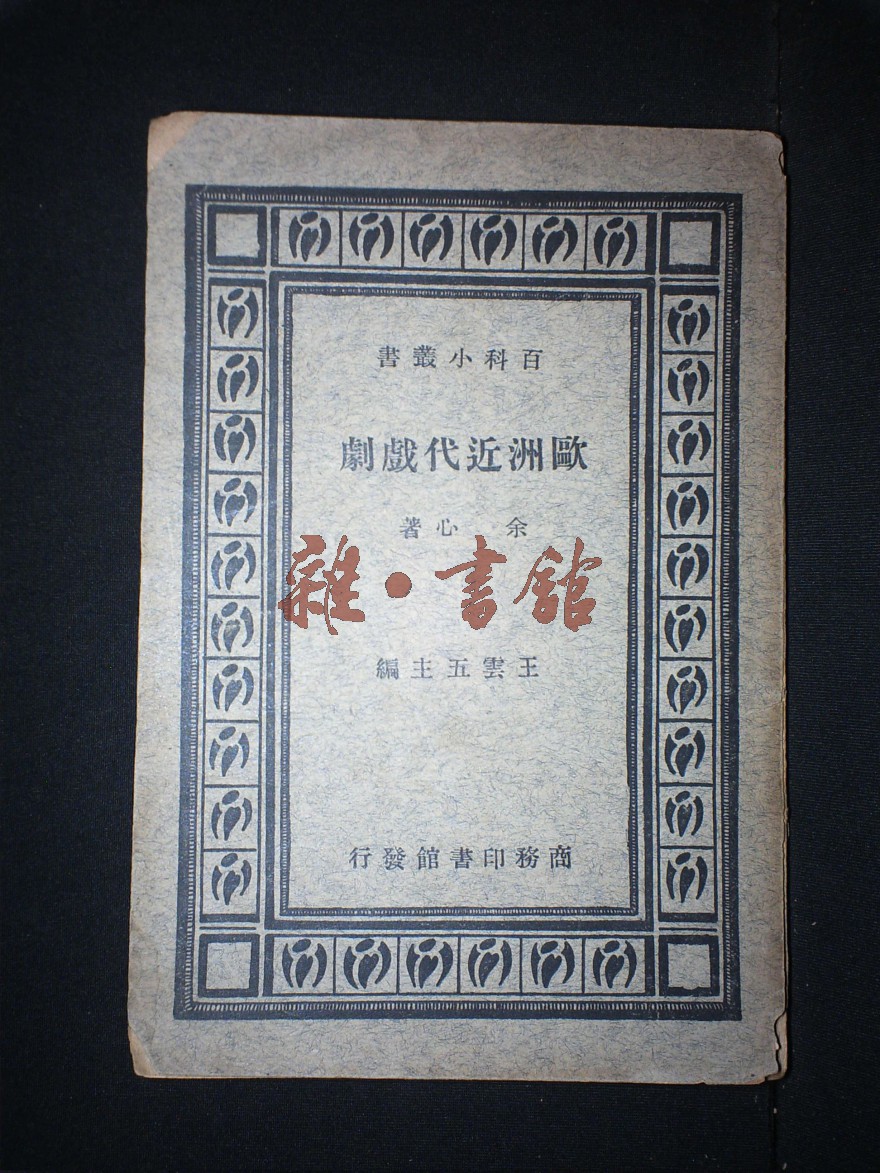 百科小叢書
歐洲近代戲劇
余心著
雜·書館
王雲五主編
商務印書館發行